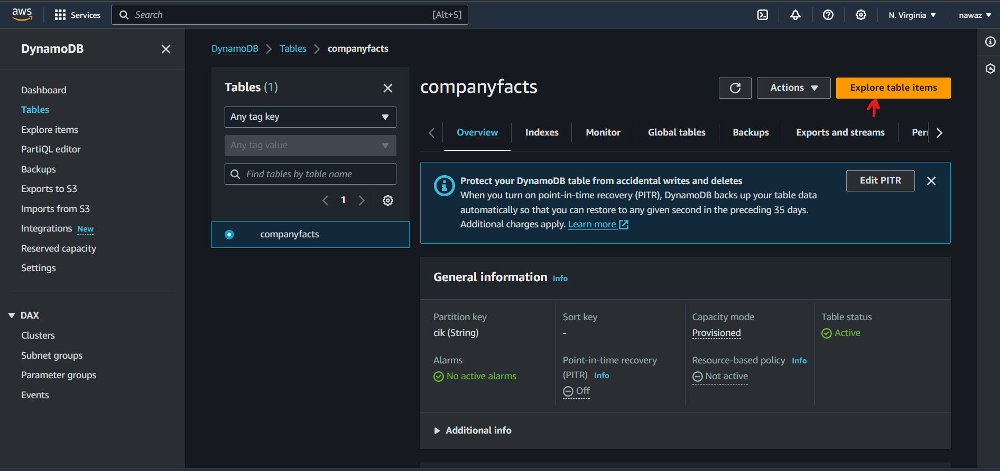 aws
Services
Search [Alt+S]
N. Virginia
nawaz
DynamoDB
Dashboard
Tables
Explore items
PartiQL editor
Backups
Exports to S3
Imports from S3
Integrations New
Reserved capacity
Settings
DAX
Clusters
Subnet groups
Parameter groups
Events
DynamoDB
Tables
companyfacts
Tables (1)
Any tag key
Any tag value
Find tables by table name
1
companyfacts
companyfacts
Actions
Explore table items
Overview
Indexes
Monitor
Global tables
Backups
Exports and streams
Per
Protect your DynamoDB table from accidental writes and deletes
When you turn on point-in-time recovery (PITR), DynamoDB backs up your table data
automatically so that you can restore to any given second in the preceding 35 days.
Additional charges apply. Learn more
Edit PITR
General information Info
Partition key
cik (String)
Sort key
-
Capacity mode
Provisioned
Table status
Active
Alarms
No active alarms
Point-in-time recovery
(PITR) Info
Off
Resource-based policy Info
Not active
Additional info